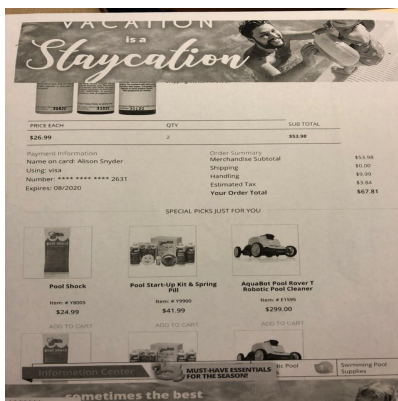 VACATION
is a
Staycation
PRICE EACH QTY SUB TOTAL
$26.99 2 $53.98
Payment Information
Name on card: Alison Snyder
Using: visa
Number: **** **** **** 2631
Expires: 08/2020
Order Summary
Merchandise Subtotal $53.98
Shipping $0.00
Handling $9.99
Estimated Tax $3.84
Your Order Total $67.81
SPECIAL PICKS JUST FOR YOU
Pool Shock
Item: # Y8005
$24.99
ADD TO CART
Pool Start-Up Kit & Spring
Pill
Item: # Y9900
$41.99
ADD TO CART
AquaBot Pool Rover T
Robotic Pool Cleaner
Item: # E1595
$299.00
ADD TO CART
Information Center
MUST-HAVE ESSENTIALS
FOR THE SEASON!
Pool
Swimming Pool
Supplies
sometimes the best